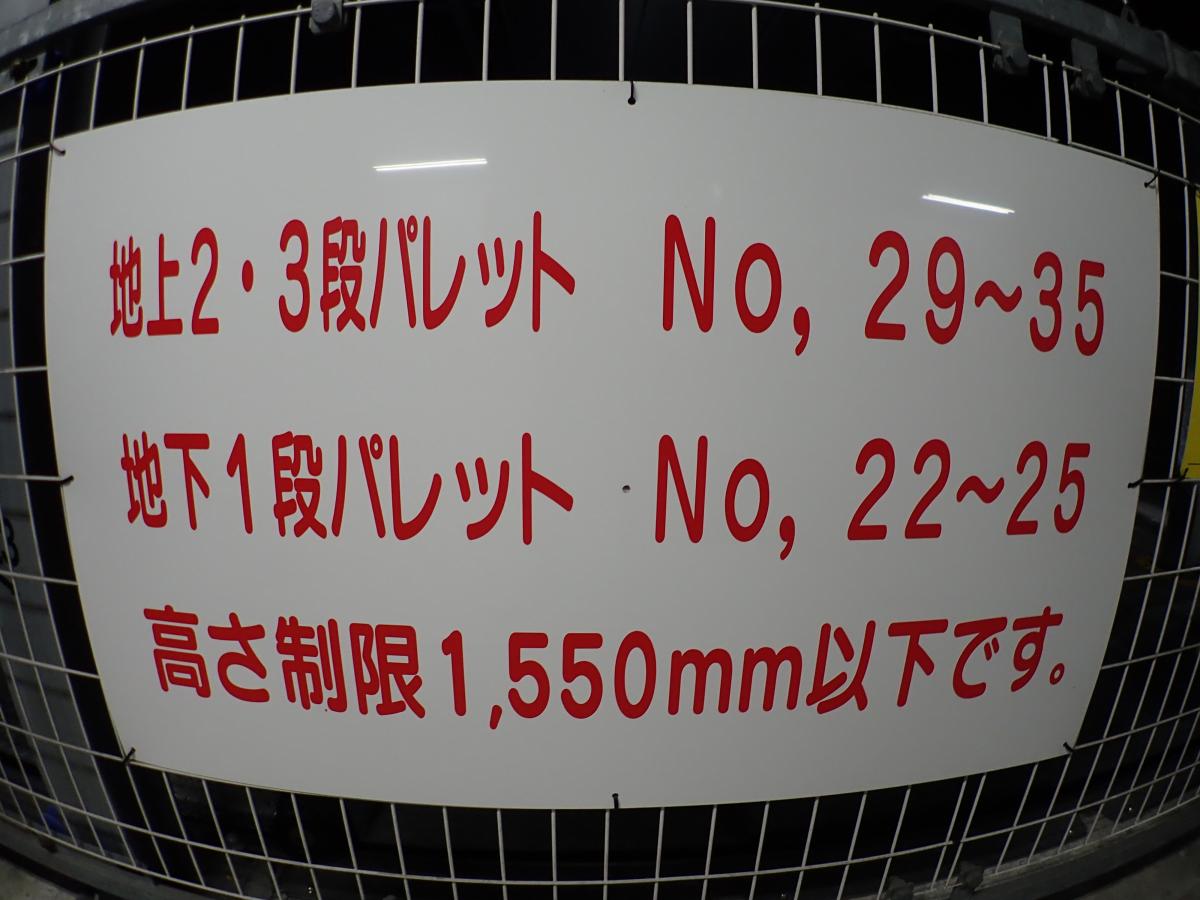 地上2・3段パレット　No, 29~35
地下1段パレット　No, 22~25
高さ制限1,550mm以下です。